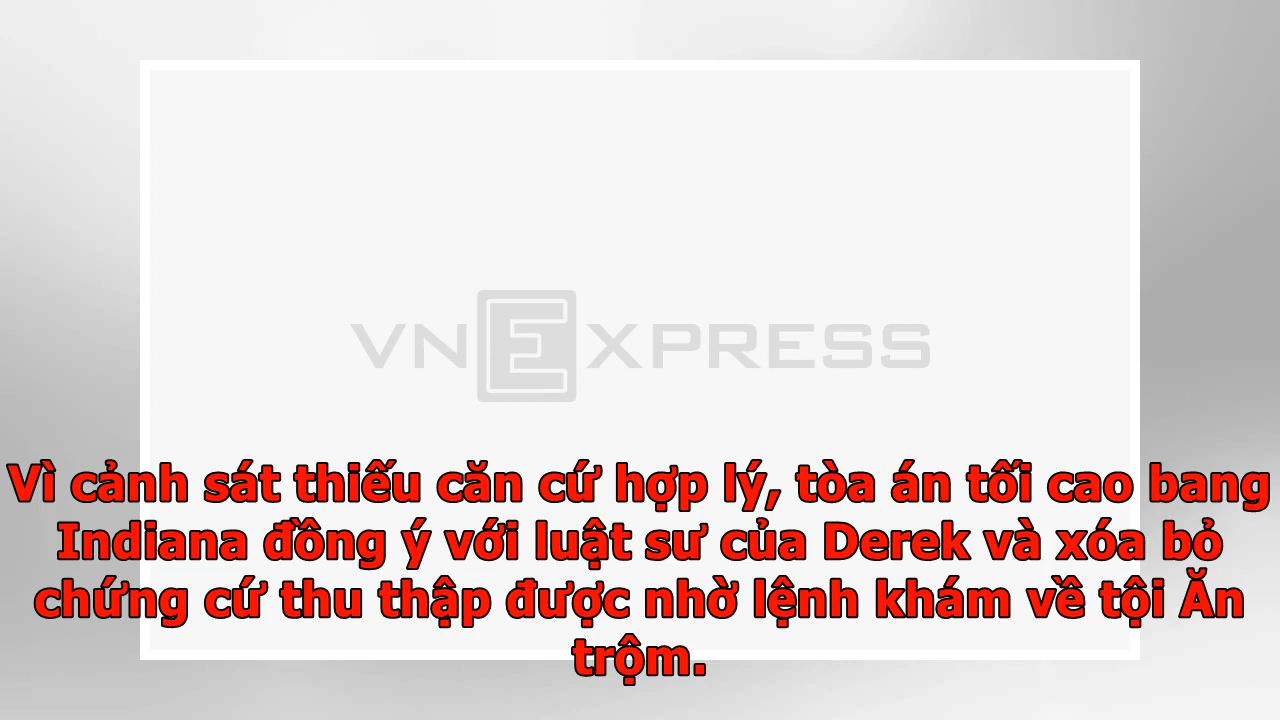 VNEXPRESS
Vì cảnh sát thiếu căn cứ hợp lý, tòa án tối cao bang
Indiana đồng ý với luật sư của Derek và xóa bỏ
chứng cứ thu thập được nhờ lệnh khám về tội Ăn
trộm.